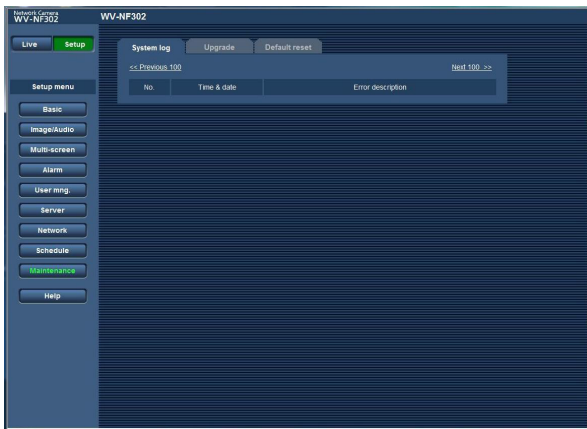 Network Camera
WV-NF302
WV-NF302
Live Setup
System log Upgrade Default reset
<< Previous 100 Next 100 >>
Setup menu
No. Time & date Error description
Basic
Image/Audio
Multi-screen
Alarm
User mng.
Server
Network
Schedule
Maintenance
Help